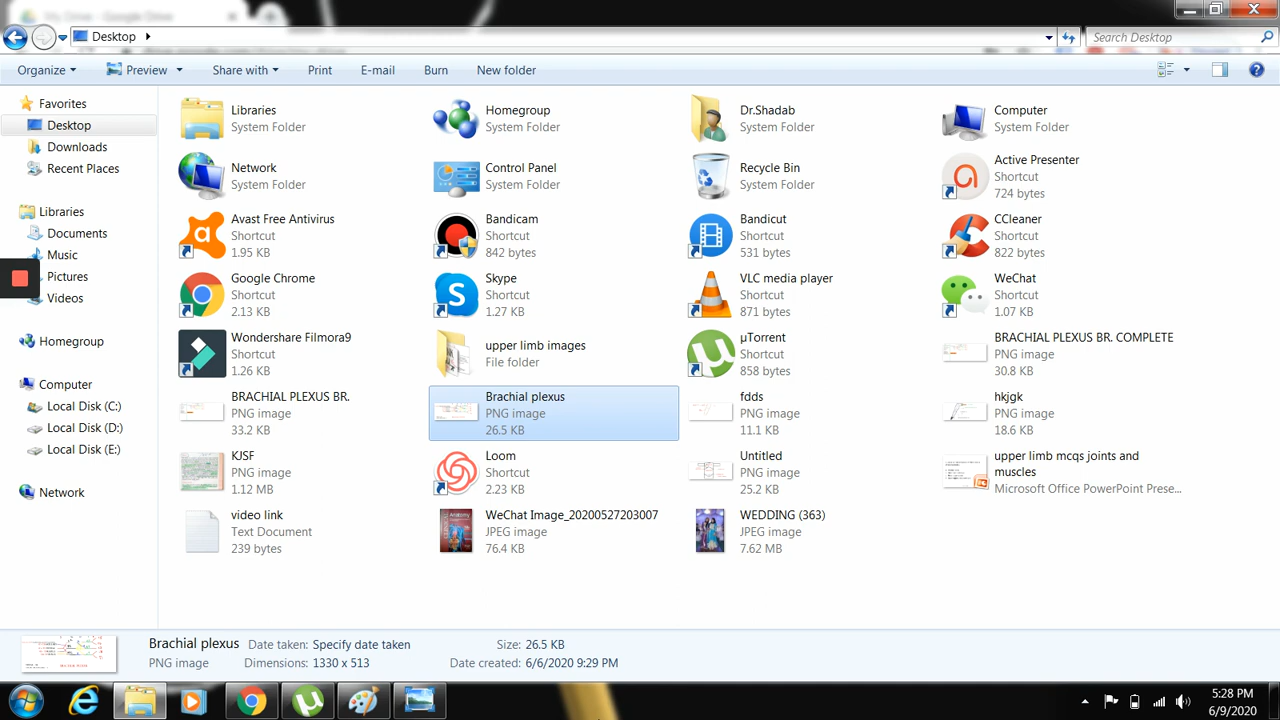 Desktop
Search Desktop
Organize
Preview
Share with
Print
E-mail
Burn
New folder
Favorites
Desktop
Downloads
Recent Places
Libraries
Documents
Music
Pictures
Videos
Homegroup
Computer
Local Disk (C:)
Local Disk (D:)
Local Disk (E:)
Network
Libraries
System Folder
Homegroup
System Folder
Dr.Shadab
System Folder
Computer
System Folder
Network
System Folder
Control Panel
System Folder
Recycle Bin
System Folder
Active Presenter
Shortcut
724 bytes
Avast Free Antivirus
Shortcut
1.95 KB
Bandicam
Shortcut
842 bytes
Bandicut
Shortcut
531 bytes
CCleaner
Shortcut
822 bytes
Google Chrome
Shortcut
2.13 KB
Skype
Shortcut
1.27 KB
VLC media player
Shortcut
871 bytes
WeChat
Shortcut
1.07 KB
Wondershare Filmora9
Shortcut
1.26 KB
upper limb images
File folder
µTorrent
Shortcut
858 bytes
BRACHIAL PLEXUS BR. COMPLETE
PNG image
30.8 KB
BRACHIAL PLEXUS BR.
PNG image
33.2 KB
Brachial plexus
PNG image
26.5 KB
fdds
PNG image
11.1 KB
hkjgk
PNG image
18.6 KB
KJSF
PNG image
1.12 MB
Loom
Shortcut
2.23 KB
Untitled
PNG image
25.2 KB
upper limb mcqs joints and
muscles
Microsoft Office PowerPoint Prese...
video link
Text Document
239 bytes
WeChat Image_20200527203007
JPEG image
76.4 KB
WEDDING (363)
JPEG image
7.62 MB
Brachial plexus
Date taken: Specify date taken
Size: 26.5 KB
PNG image
Dimensions: 1330 x 513
Date created: 6/6/2020 9:29 PM
5:28 PM
6/9/2020